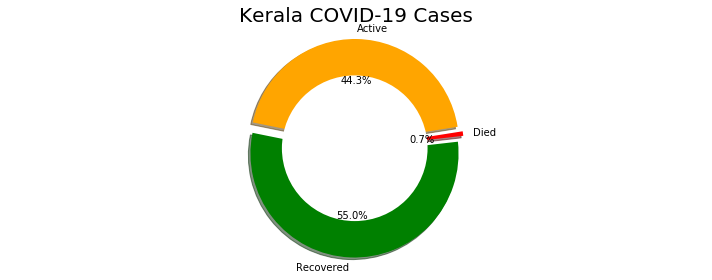 Kerala COVID-19 Cases
Active
44.3%
Died
0.7%
55.0%
Recovered